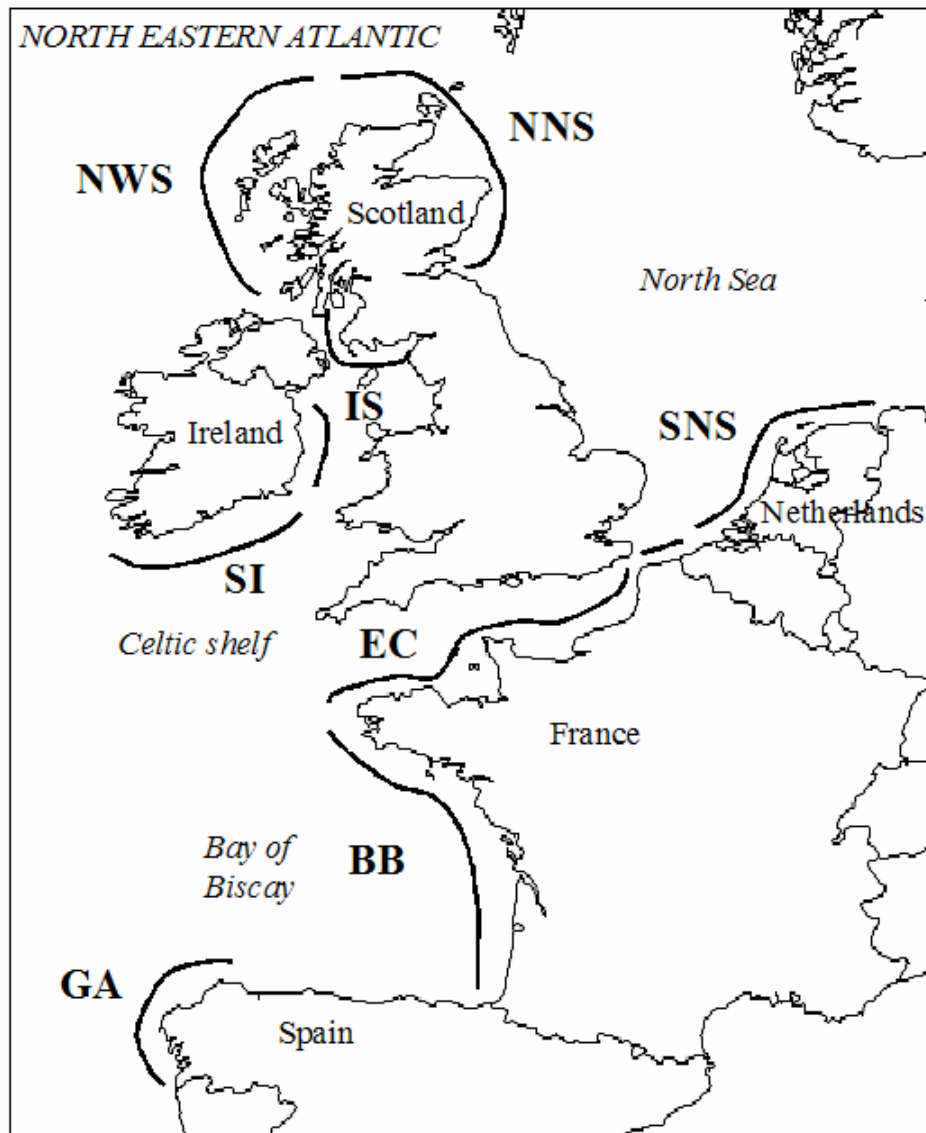 NORTH EASTERN ATLANTIC
NNS
NWS
Scotland
North Sea
IS
SNS
Ireland
Netherlands
SI
EC
Celtic shelf
France
Bay of
Biscay
BB
GA
Spain